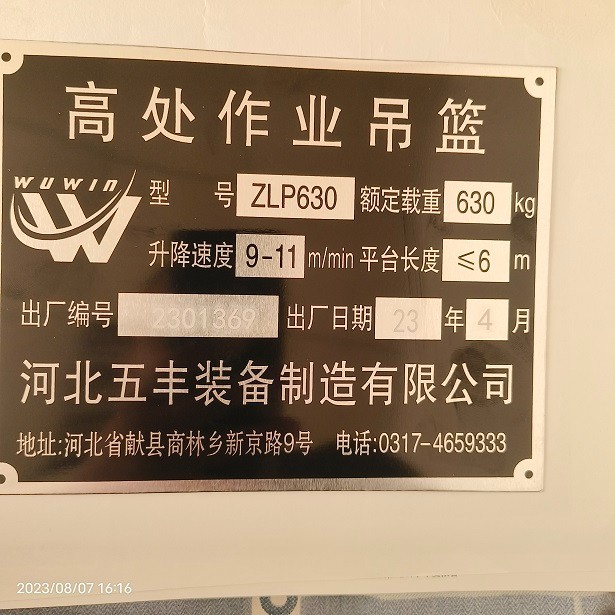 高处作业吊篮
WUWIN
型 号 ZLP630 额定载重 630 kg
升降速度 9-11 m/min 平台长度 ≤6 m
出厂编号 2301369 出厂日期 23 年 4 月
河北五丰装备制造有限公司
地址:河北省献县商林乡新京路9号 电话:0317-4659333
2023/08/07 16:16